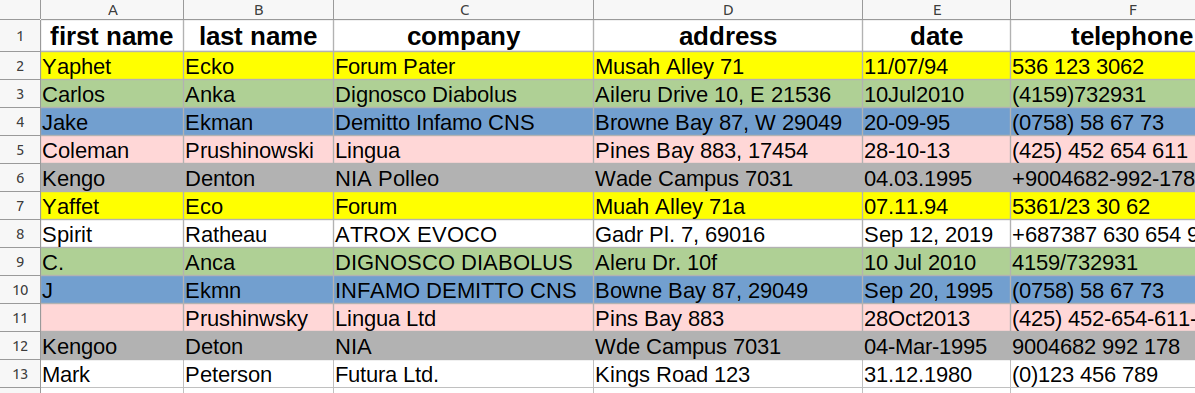 A B C D E F
1 first name last name company address date telephone
2 Yaphet Ecko Forum Pater Musah Alley 71 11/07/94 536 123 3062
3 Carlos Anka Dignosco Diabolus Aileru Drive 10, E 21536 10Jul2010 (4159)732931
4 Jake Ekman Demitto Infamo CNS Browne Bay 87, W 29049 20-09-95 (0758) 58 67 73
5 Coleman Prushinowski Lingua Pines Bay 883, 17454 28-10-13 (425) 452 654 611
6 Kengo Denton NIA Polleo Wade Campus 7031 04.03.1995 +9004682-992-178
7 Yaffet Eco Forum Muah Alley 71a 07.11.94 5361/23 30 62
8 Spirit Ratheau ATROX EVOCO Gadr Pl. 7, 69016 Sep 12, 2019 +687387 630 654 9
9 C. Anca DIGNOSCO DIABOLUS Aleru Dr. 10f 10 Jul 2010 4159/732931
10 J Ekmn INFAMO DEMITTO CNS Bowne Bay 87, 29049 Sep 20, 1995 (0758) 58 67 73
11 Prushinwsky Lingua Ltd Pins Bay 883 28Oct2013 (425) 452-654-611-
12 Kengoo Deton NIA Wde Campus 7031 04-Mar-1995 9004682 992 178
13 Mark Peterson Futura Ltd. Kings Road 123 31.12.1980 (0)123 456 789